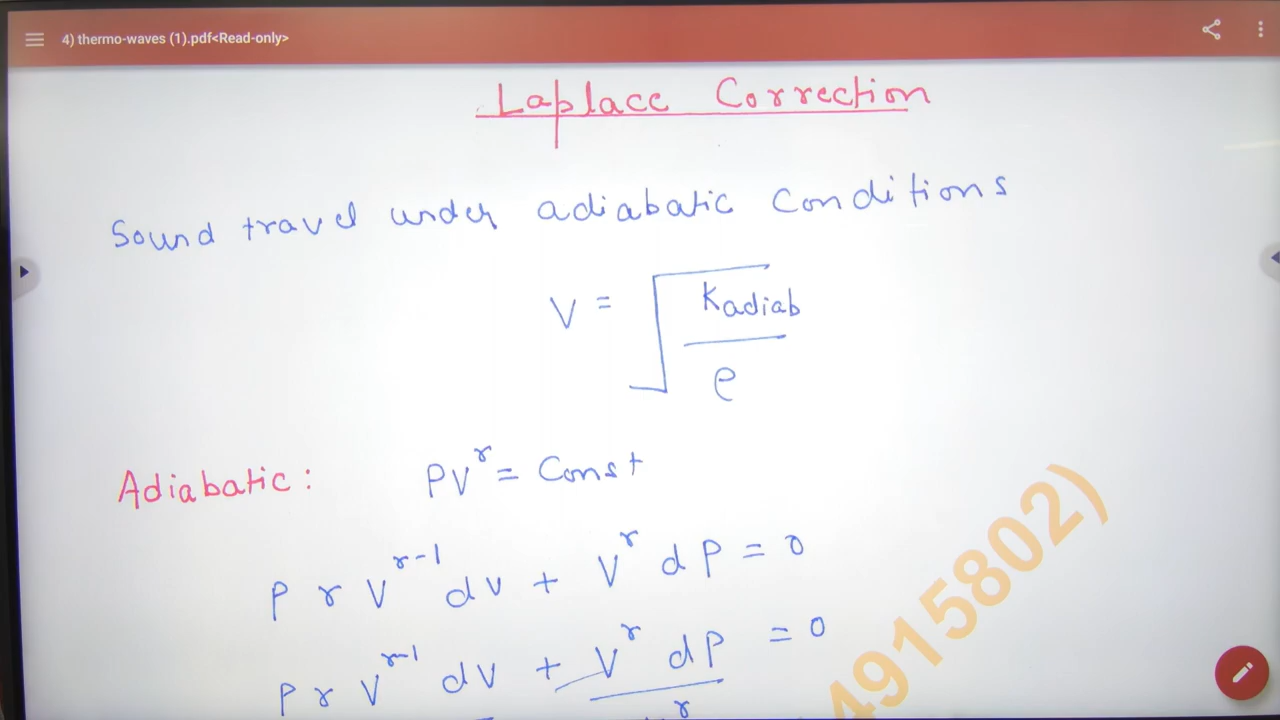 4) thermo-waves (1).pdf<Read-only>
Laplace Correction
Sound travel under adiabatic conditions
V = √(Kadiab / ρ)
Adiabatic: PV^γ = Const
P γ V^(γ-1) dv + V^γ dP = 0
P γ V^(γ-1) dv + V^γ dP = 0
γ
4915802)